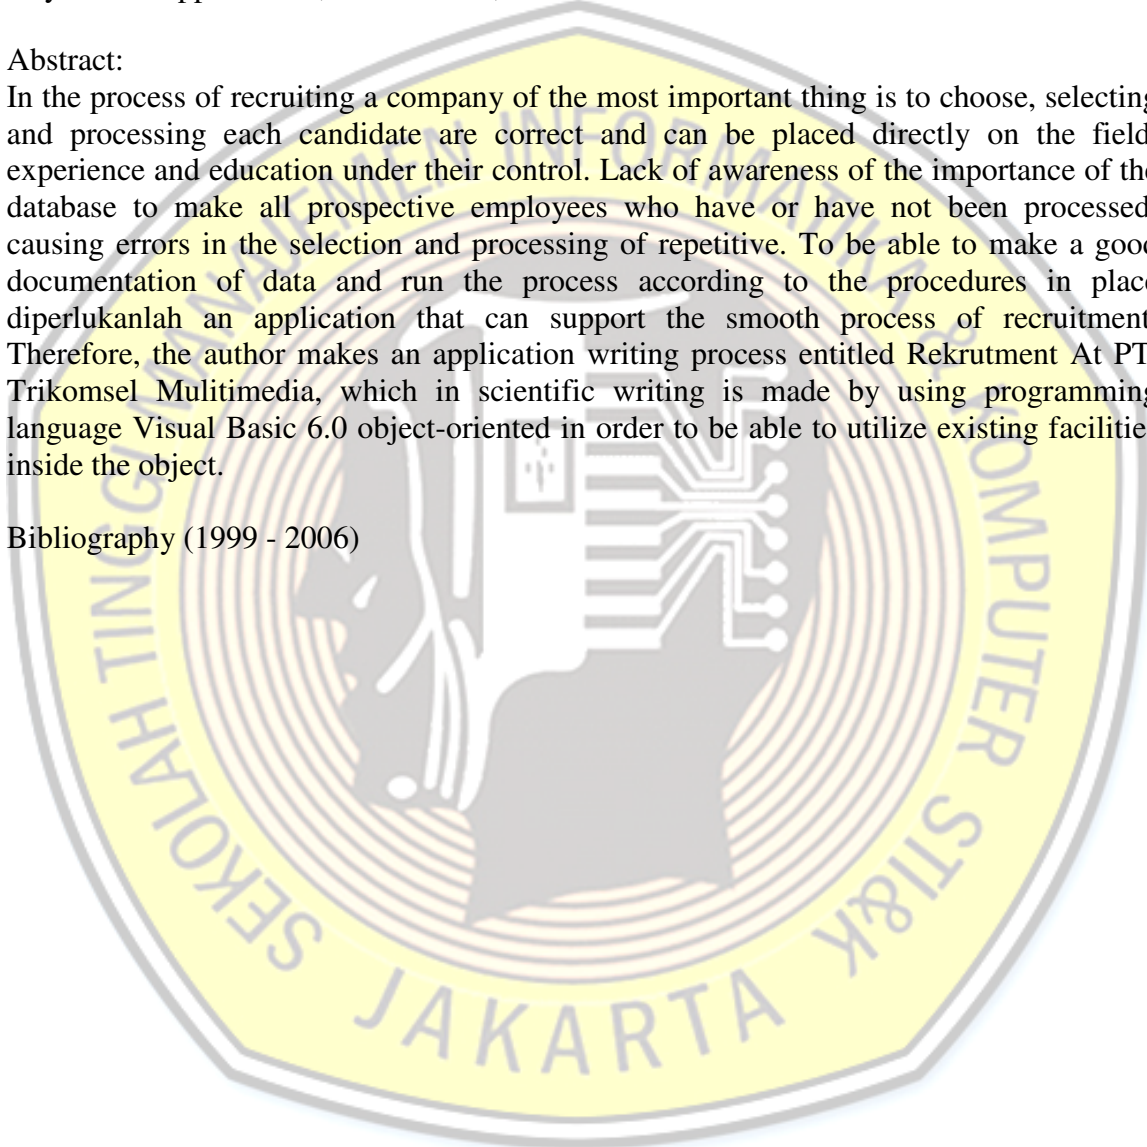 Abstract:
In the process of recruiting a company of the most important thing is to choose, selecting
and processing each candidate are correct and can be placed directly on the field
experience and education under their control. Lack of awareness of the importance of the
database to make all prospective employees who have or have not been processed
causing errors in the selection and processing of repetitive. To be able to make a good
documentation of data and run the process according to the procedures in place
diperlukanlah an application that can support the smooth process of recruitment
Therefore, the author makes an application writing process entitled Rekrutment At PT
Trikomsel Mulitimedia, which in scientific writing is made by using programming
language Visual Basic 6.0 object-oriented in order to be able to utilize existing facilitie
inside the object.
Bibliography (1999 - 2006)
SEKOLAH TINGGI MANAJEMEN INFORMATIKA & KOMPUTER STI&K
JAKARTA